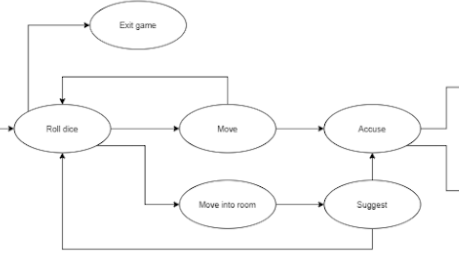 Exit game
Roll dice
Move
Accuse
Move into room
Suggest